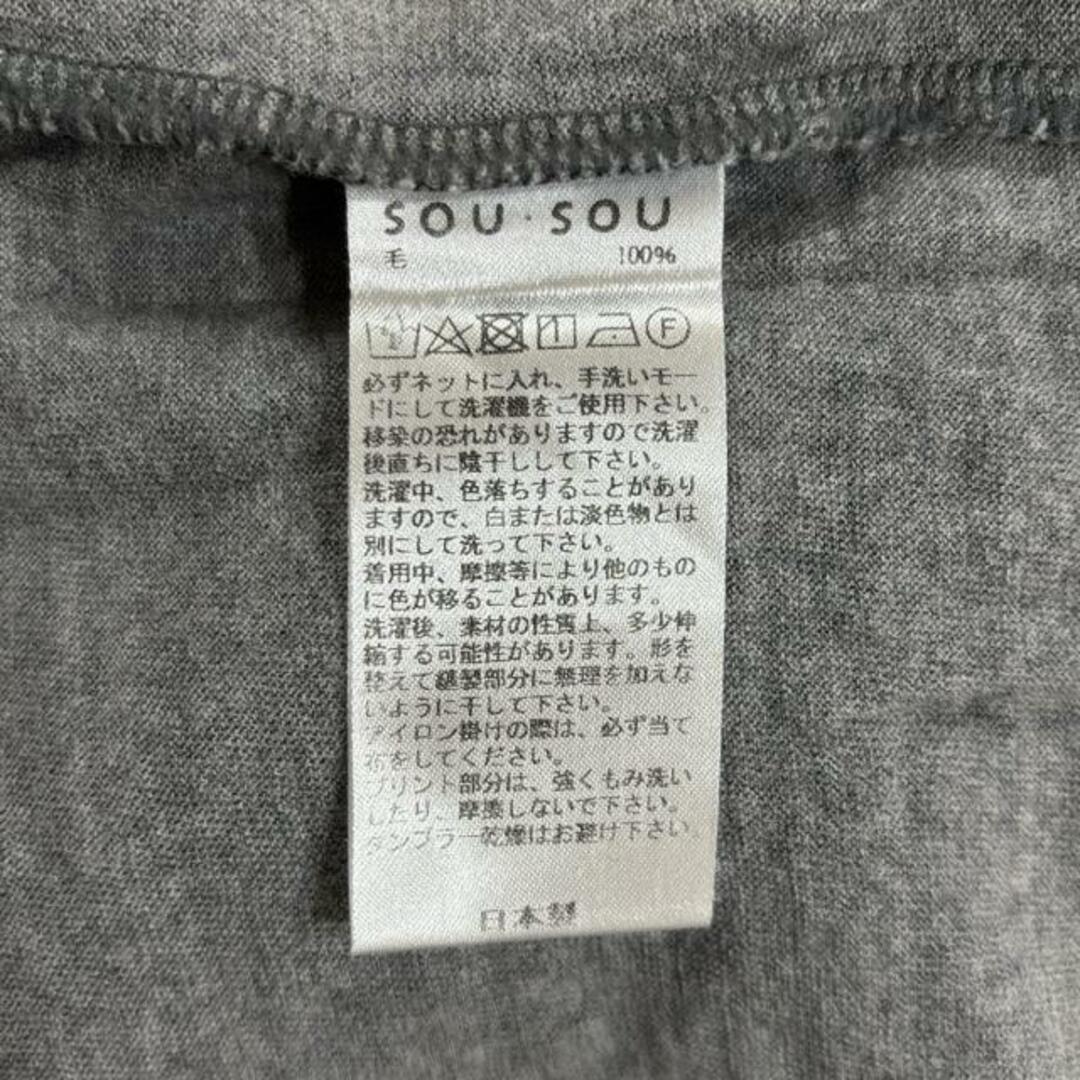 SOU・SOU
毛 100%
F
必ずネットに入れ、手洗いモー
ドにして洗濯機をご使用下さい。
移染の恐れがありますので洗濯
後直ちに陰干しして下さい。
洗濯中、色落ちすることがあり
ますので、白または淡色物とは
別にして洗って下さい。
着用中、摩擦等により他のもの
に色が移ることがあります。
洗濯後、素材の性質上、多少伸
縮する可能性があります。形を
整えて縫製部分に無理を加えな
いように干して下さい。
アイロン掛けの際は、必ず当て
布をしてください。
プリント部分は、強くもみ洗い
したり、摩擦しないで下さい。
タンブラー乾燥はお避け下さい。
日本製